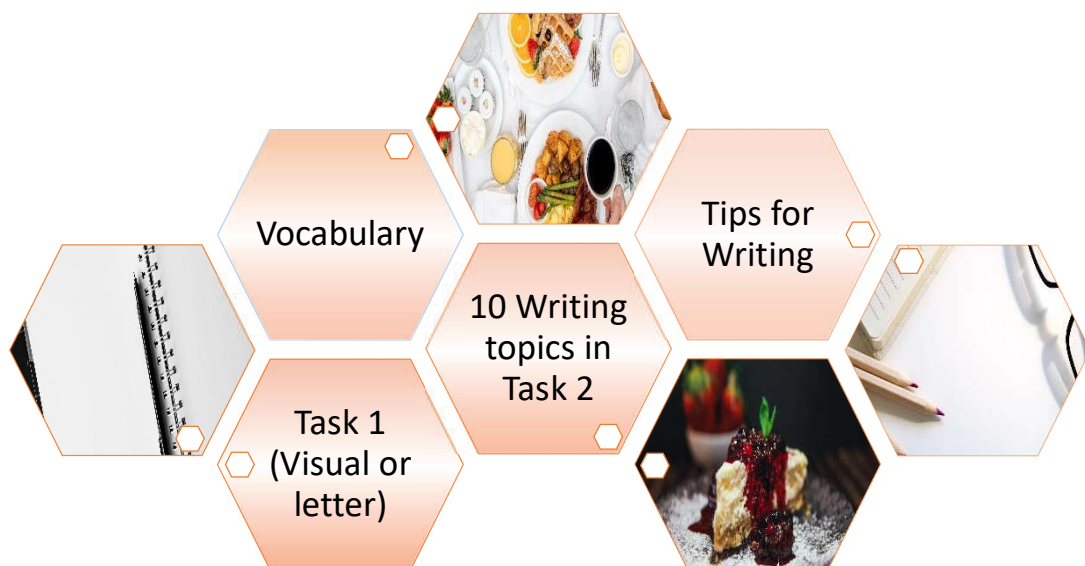 Vocabulary
Tips for
Writing
10 Writing
topics in
Task 2
Task 1
(Visual or
letter)